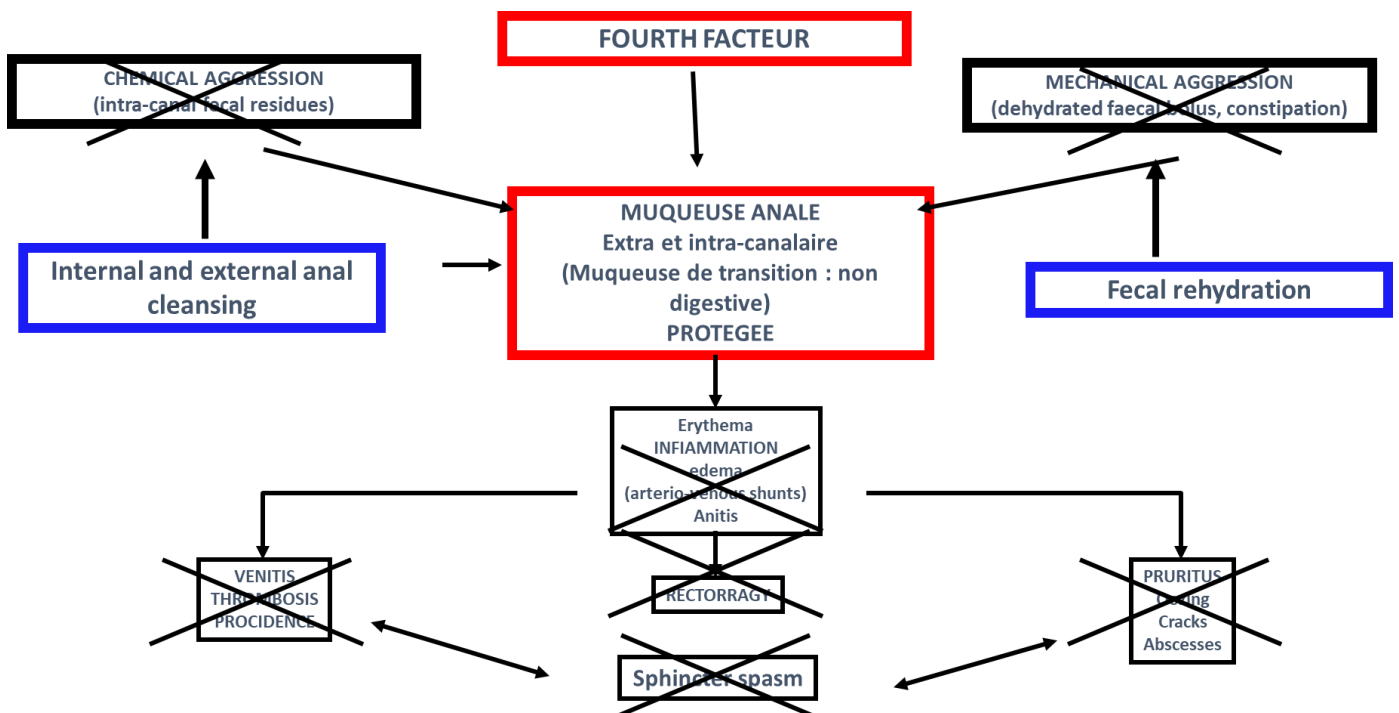 FOURTH FACTEUR
CHEMICAL AGGRESSION
(intra-canal fecal residues)
MECHANICAL AGGRESSION
(dehydrated faecal bolus, constipation)
MUQUEUSE ANALE
Extra et intra-canalaire
(Muqueuse de transition : non
digestive)
PROTEGEE
Internal and external anal
cleansing
Fecal rehydration
Erythema
INFIAMMATION
edema
(arterio-venous shunts)
Anitis
VENITIS
THROMBOSIS
PROCIDENCE
RECTORRAGY
PRURITUS
Oozing
Cracks
Abscesses
Sphincter spasm